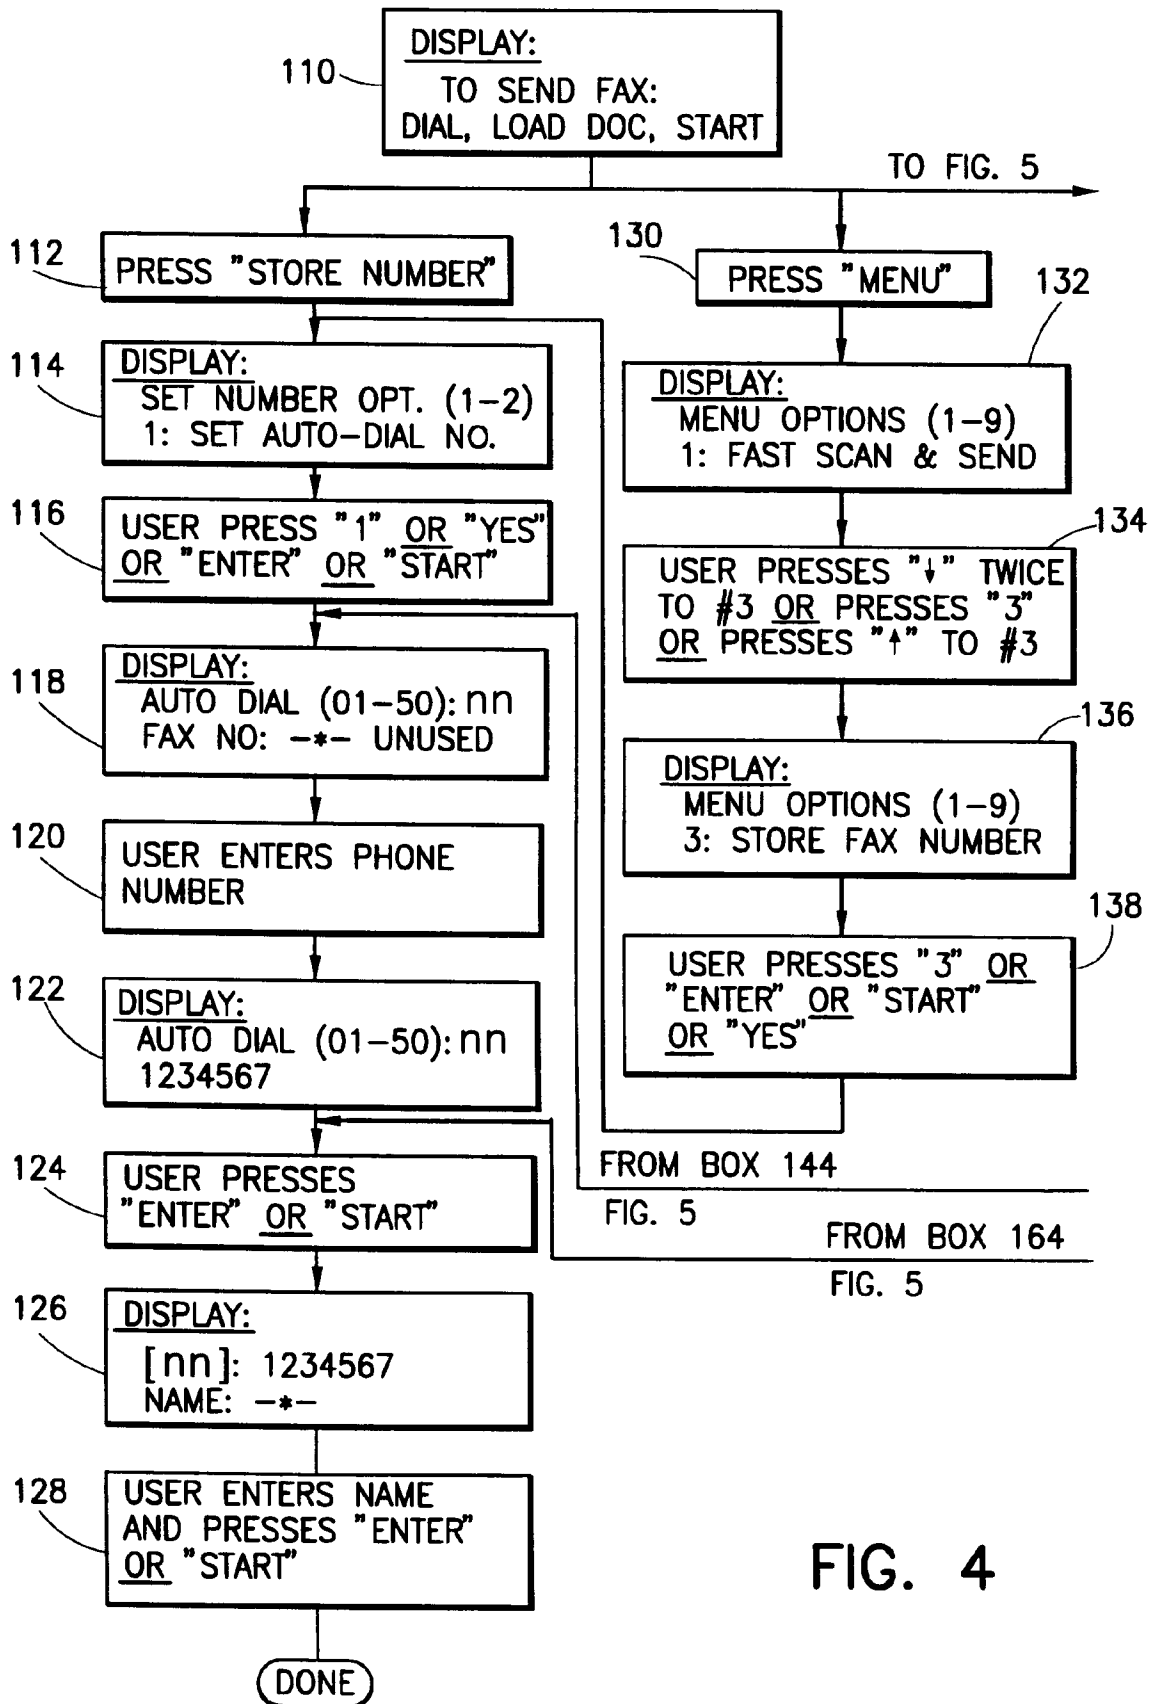 DISPLAY:
TO SEND FAX:
DIAL, LOAD DOC, START
110
TO FIG. 5
112
PRESS "STORE NUMBER"
114
DISPLAY:
SET NUMBER OPT. (1-2)
1: SET AUTO-DIAL NO.
116
USER PRESS "1" OR "YES"
OR "ENTER" OR "START"
118
DISPLAY:
AUTO DIAL (01-50): nn
FAX NO: -*- UNUSED
120
USER ENTERS PHONE
NUMBER
122
DISPLAY:
AUTO DIAL (01-50): nn
1234567
124
USER PRESSES
"ENTER" OR "START"
126
DISPLAY:
[nn]: 1234567
NAME: -*-
128
USER ENTERS NAME
AND PRESSES "ENTER"
OR "START"
DONE
130
PRESS "MENU"
132
DISPLAY:
MENU OPTIONS (1-9)
1: FAST SCAN & SEND
134
USER PRESSES "↓" TWICE
TO #3 OR PRESSES "3"
OR PRESSES "↑" TO #3
136
DISPLAY:
MENU OPTIONS (1-9)
3: STORE FAX NUMBER
138
USER PRESSES "3" OR
"ENTER" OR "START"
OR "YES"
FROM BOX 144
FIG. 5
FROM BOX 164
FIG. 5
FIG. 4